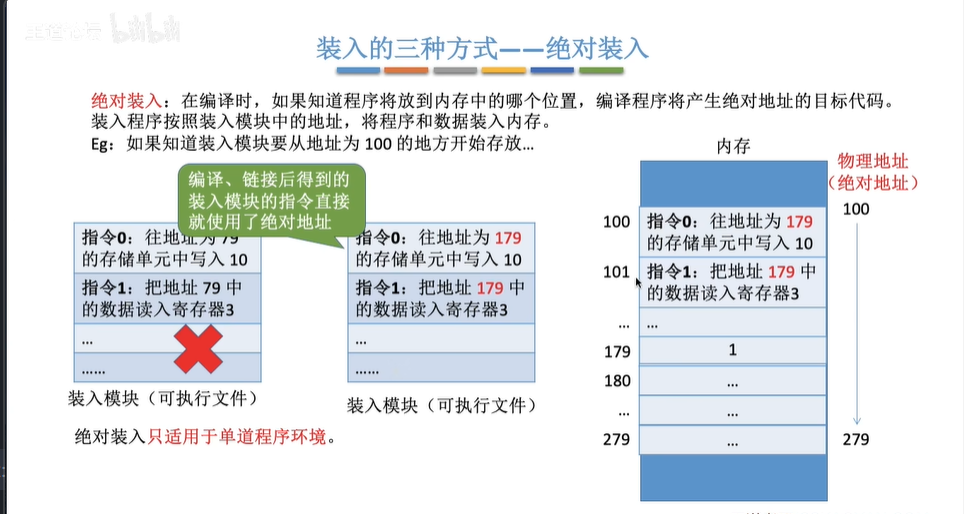 装入的三种方式——绝对装入
绝对装入：在编译时，如果知道程序将放到内存中的哪个位置，编译程序将产生绝对地址的目标代码。
装入程序按照装入模块中的地址，将程序和数据装入内存。
Eg：如果知道装入模块要从地址为 100 的地方开始存放...
编译、链接后得到的
装入模块的指令直接
就使用了绝对地址
指令0：往地址为 79
的存储单元中写入 10
指令1：把地址 79 中
的数据读入寄存器3
...
......
装入模块（可执行文件）
指令0：往地址为 179
的存储单元中写入 10
指令1：把地址 179 中
的数据读入寄存器3
...
......
装入模块（可执行文件）
绝对装入只适用于单道程序环境。
内存
物理地址
（绝对地址）
100
指令0：往地址为 179
的存储单元中写入 10
100
101
指令1：把地址 179 中
的数据读入寄存器3
...
...
179
1
180
...
...
...
279
...
279